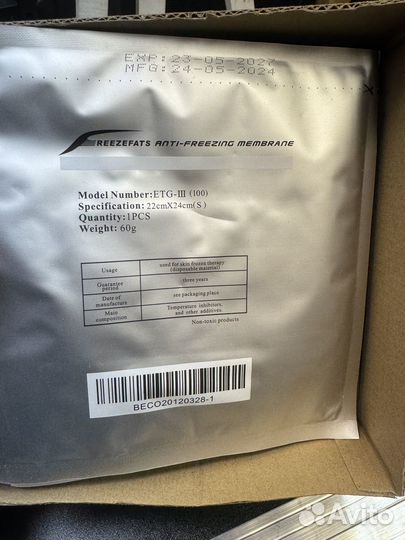 EXP: 23-05-2027
MFG: 24-05-2024
FREEZEFATS ANTI-FREEZING MEMBRANE
Model Number:ETG-III (100)
Specification: 22cmX24cm(S)
Quantity:1PCS
Weight: 60g
Usage
used for skin frozen therapy
(disposable material)
Guarantee
period
three years
Date of
manufacture
see packaging place
Main
composition
Temperature inhibitors,
and other additives.
Non-toxic products
BECO20120328-1
Avito